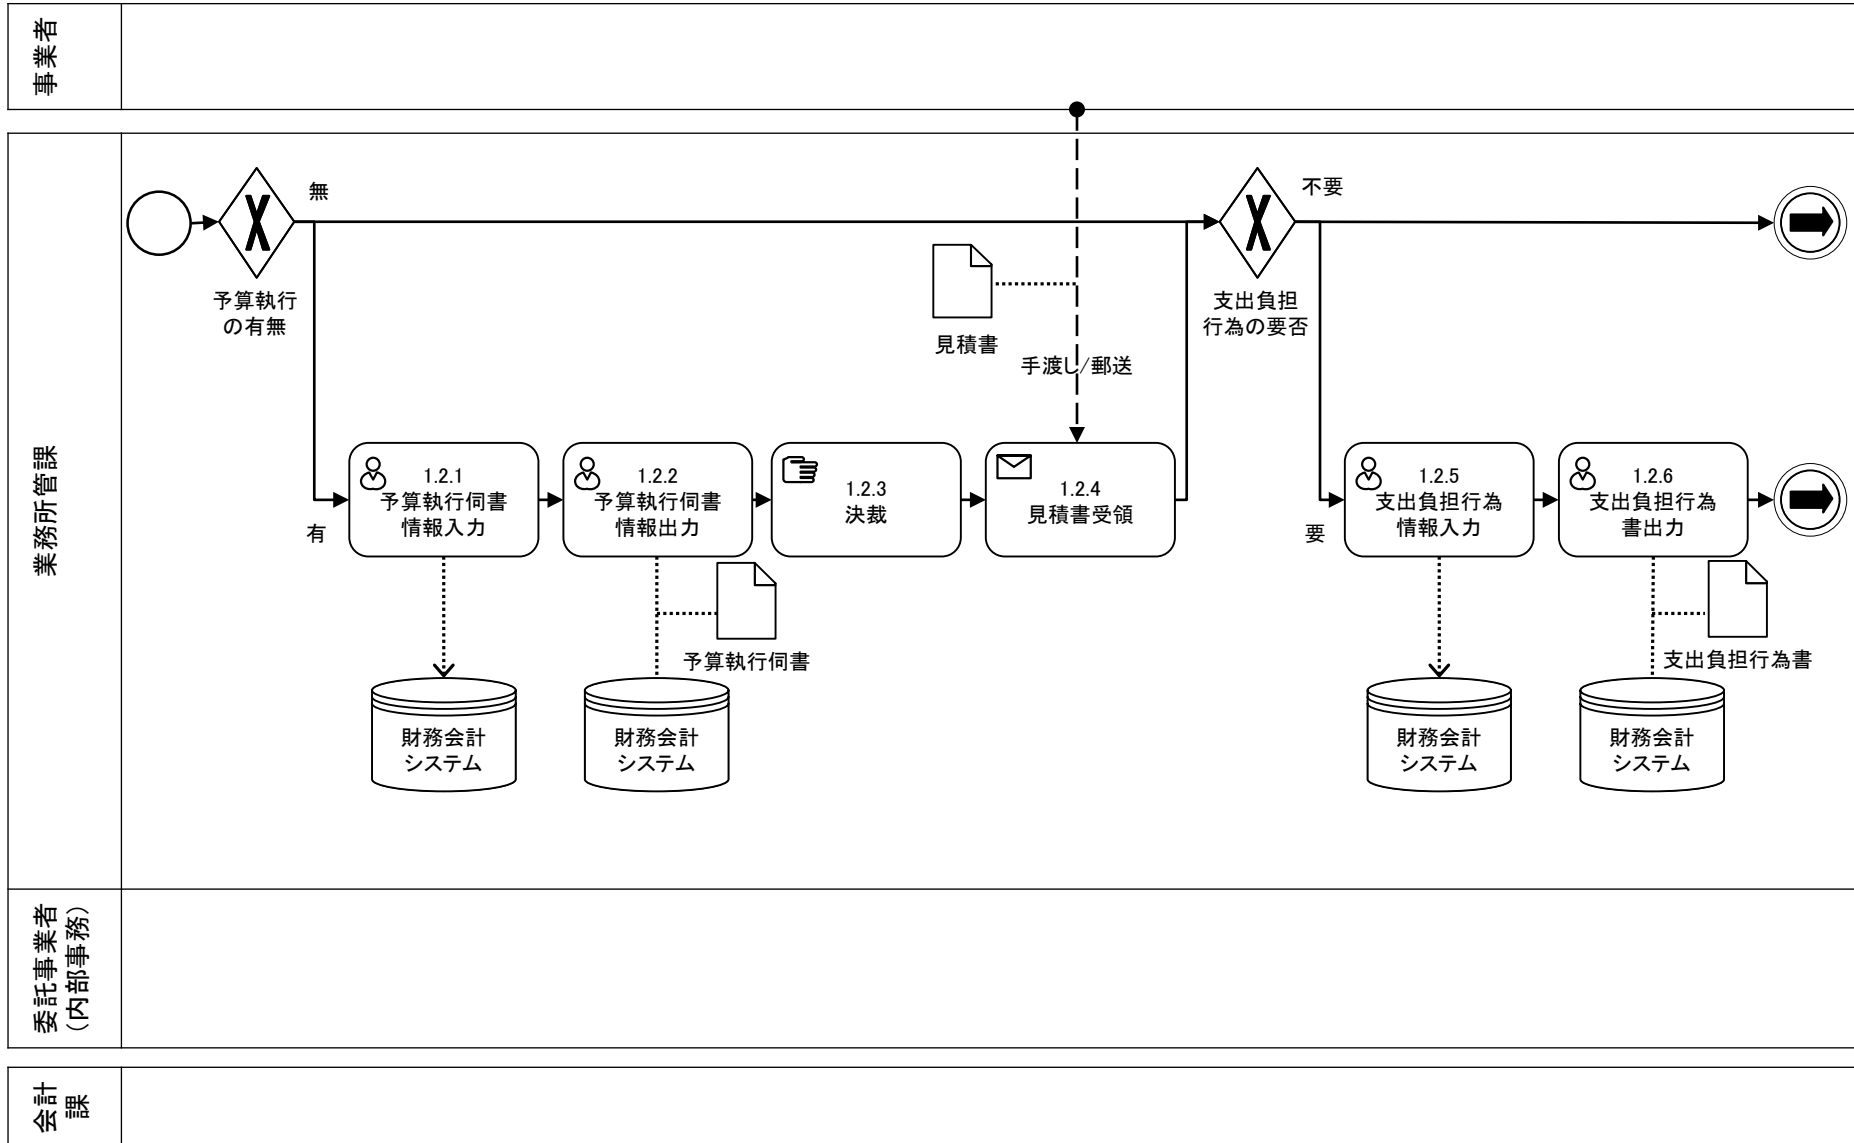 事業者
業務所管課
無
不要
予算執行
の有無
見積書
手渡し/郵送
支出負担
行為の要否
有
1.2.1
予算執行伺書
情報入力
1.2.2
予算執行伺書
情報出力
1.2.3
決裁
1.2.4
見積書受領
要
1.2.5
支出負担行為
情報入力
1.2.6
支出負担行為
書出力
予算執行伺書
支出負担行為書
財務会計
システム
財務会計
システム
財務会計
システム
財務会計
システム
委託事業者
（内部事務）
会計
課